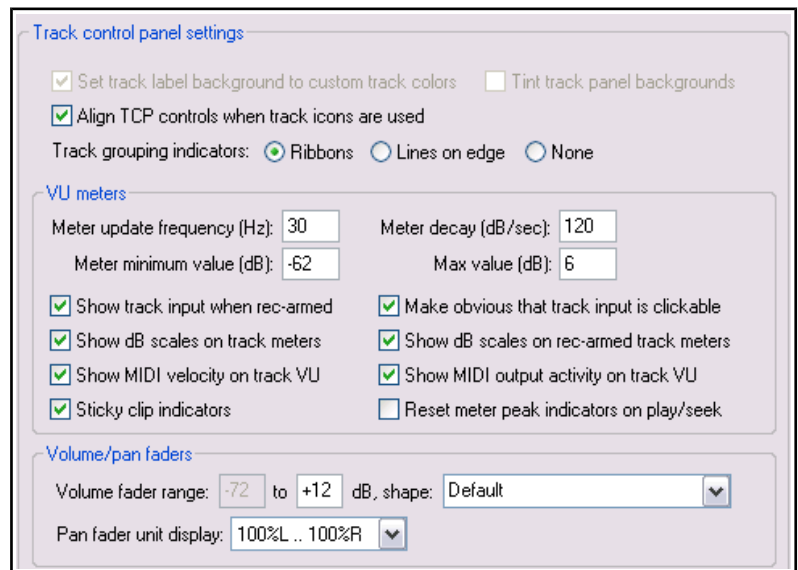 Track control panel settings
Set track label background to custom track colors Tint track panel backgrounds
Align TCP controls when track icons are used
Track grouping indicators: Ribbons Lines on edge None
VU meters
Meter update frequency (Hz): 30 Meter decay (dB/sec): 120
Meter minimum value (dB): -62 Max value (dB): 6
Show track input when rec-armed Make obvious that track input is clickable
Show dB scales on track meters Show dB scales on rec-armed track meters
Show MIDI velocity on track VU Show MIDI output activity on track VU
Sticky clip indicators Reset meter peak indicators on play/seek
Volume/pan faders
Volume fader range: -72 to +12 dB, shape: Default
Pan fader unit display: 100%L .. 100%R